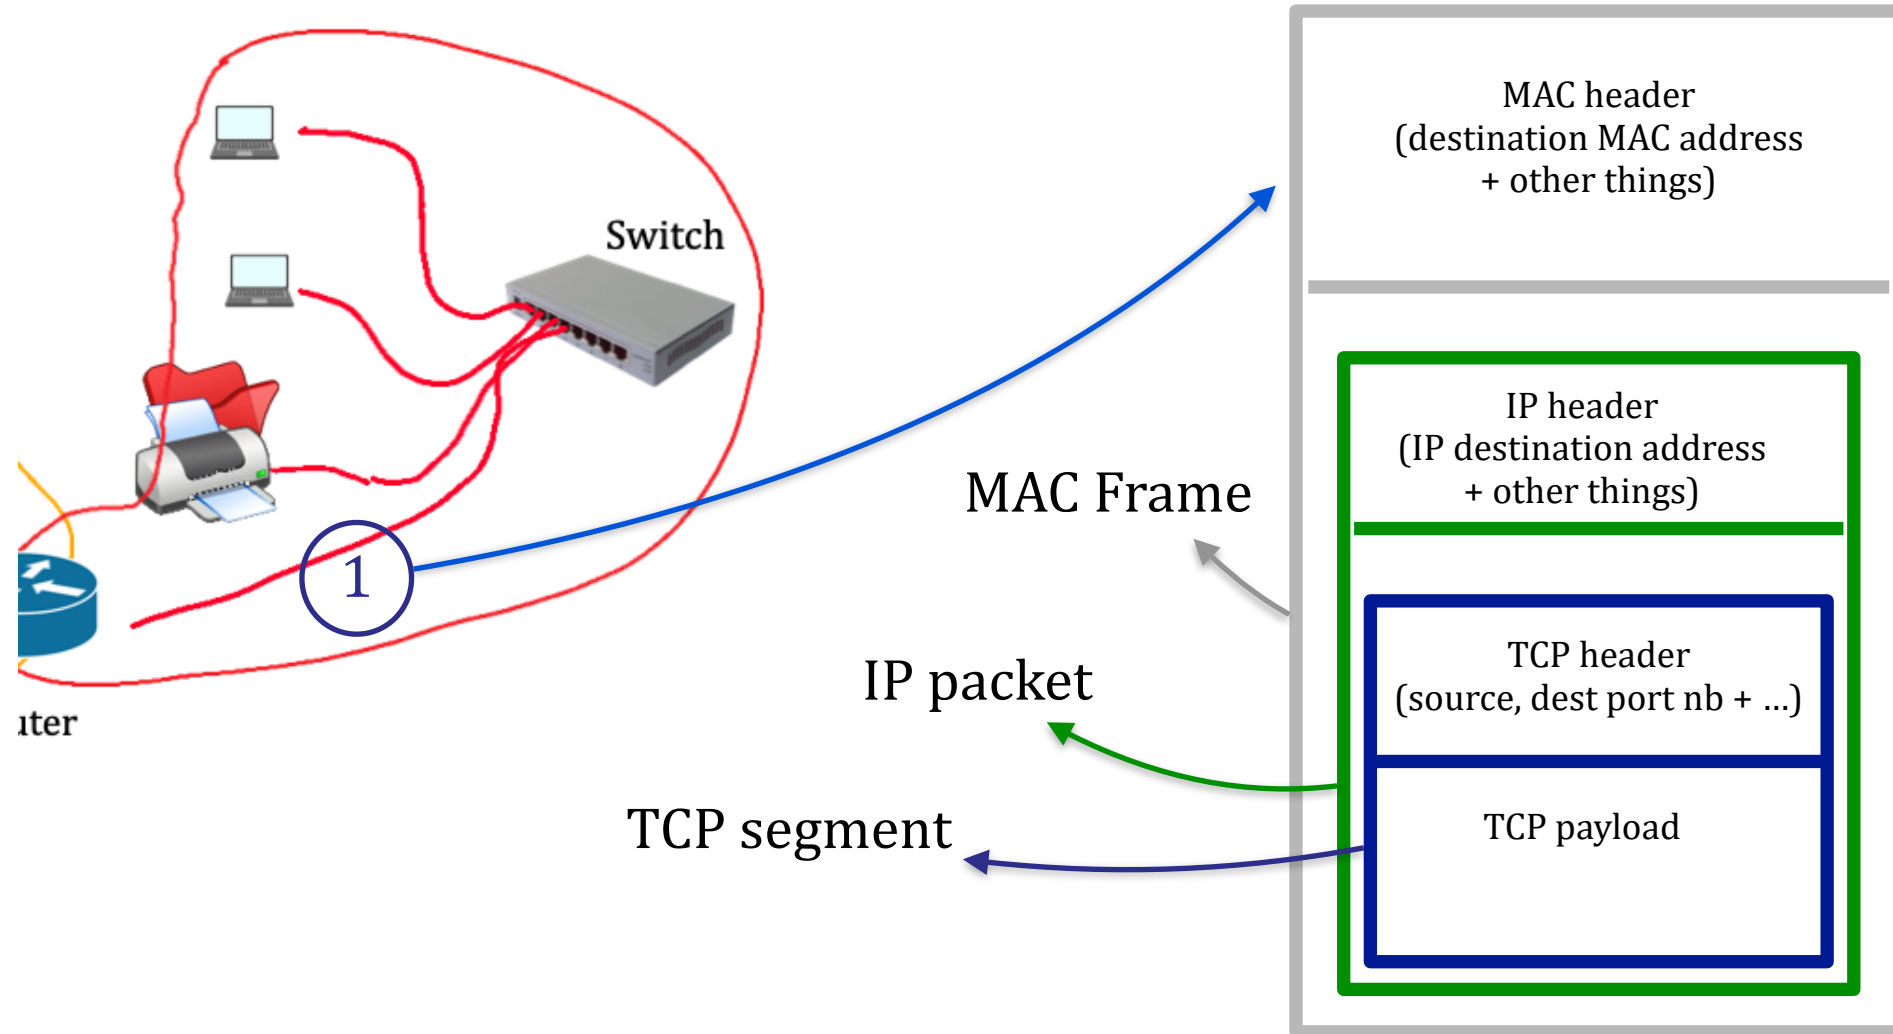 Switch
1
uter
MAC Frame
IP packet
TCP segment
MAC header
(destination MAC address
+ other things)
IP header
(IP destination address
+ other things)
TCP header
(source, dest port nb + …)
TCP payload